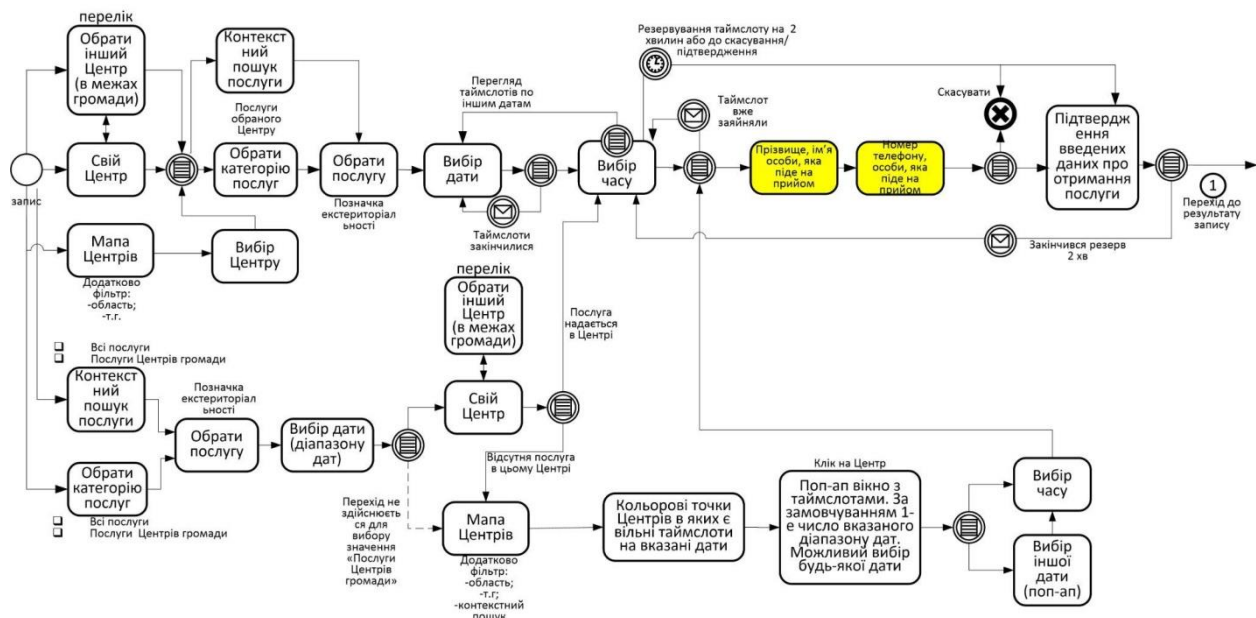 перелік
Обрати
інший
Центр
(в межах
громади)
Контекст
ний
пошук
послуги
Послуги
обраного
Центру
запис
Свій
Центр
Обрати
категорію
послуг
Обрати
послугу
Позначка
екстериторіал
ьності
Мапа
Центрів
Додатково
фільтр:
-область;
-т.г.
Вибір
Центру
Перегляд
таймслотів по
іншим датам
Вибір
дати
Таймслоти
закінчилися
Резервування таймслоту на 2
хвилин або до скасування/
підтвердження
Вибір
часу
Таймслот
вже
заяйняли
Прізвище, ім’я
особи, яка
піде на
прийом
Номер
телефону,
особи, яка
піде на
прийом
Скасувати
Підтвердж
ення
введених
даних про
отримання
послуги
1
Перехід до
результату
запису
Закінчився резерв
2 хв
Всі послуги
Послуги Центрів громади
Контекст
ний
пошук
послуги
Обрати
категорію
послуг
Всі послуги
Послуги Центрів громади
Позначка
екстериторіал
ьності
Обрати
послугу
Вибір дати
(діапазону
дат)
Перехід не
здійснюєть
ся для
вибору
значення
«Послуги
Центрів
громади»
перелік
Обрати
інший
Центр
(в межах
громади)
Свій
Центр
Послуга
надається
в Центрі
Відсутня послуга
в цьому Центрі
Мапа
Центрів
Додатково
фільтр:
-область;
-т.г;
-контекстний
пошук
Кольорові точки
Центрів в яких є
вільні таймслоти
на вказані дати
Клік на Центр
Поп-ап вікно з
таймслотами. За
замовчуванням 1-
е число вказаного
діапазону дат.
Можливий вибір
будь-якої дати
Вибір
часу
Вибір
іншої
дати
(поп-ап)